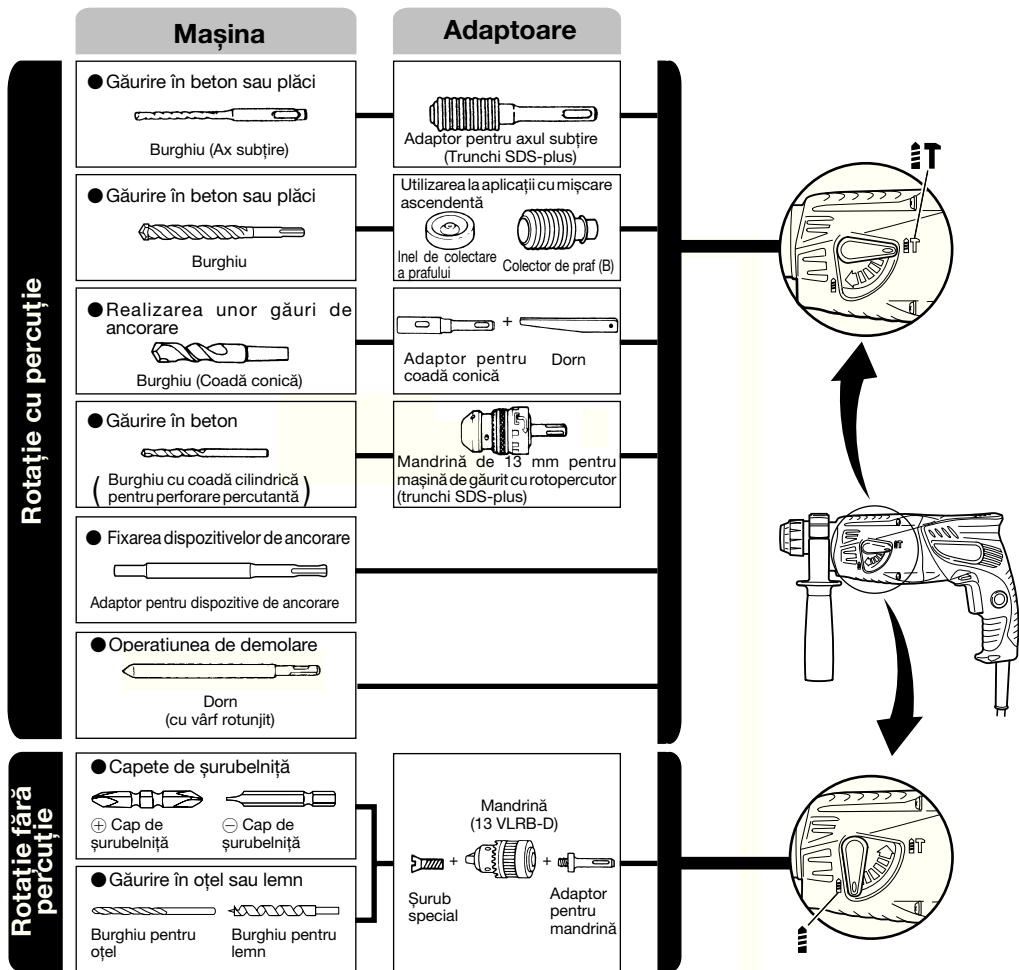 Mașina
Adaptoare
Rotație cu percuție
● Găurire în beton sau plăci
Burghiu (Ax subțire)
Adaptor pentru axul subțire
(Trunchi SDS-plus)
● Găurire în beton sau plăci
Burghiu
Utilizarea la aplicații cu mișcare
ascendentă
Inel de colectare
a prafului
Colector de praf (B)
● Realizarea unor găuri de
ancorare
Burghiu (Coadă conică)
+
Adaptor pentru
coadă conică
Dorn
● Găurire în beton
( Burghiu cu coadă cilindrică
pentru perforare percutantă )
Mandrină de 13 mm pentru
mașină de găurit cu rotopercutor
(trunchi SDS-plus)
● Fixarea dispozitivelor de ancorare
Adaptor pentru dispozitive de ancorare
● Operatiunea de demolare
Dorn
(cu vârf rotunjit)
Rotație fără
percuție
● Capete de șurubelniță
⊕ Cap de
șurubelniță
⊖ Cap de
șurubelniță
● Găurire în oțel sau lemn
Burghiu pentru
oțel
Burghiu pentru
lemn
Mandrină
(13 VLRB-D)
+ +
Șurub
special
Adaptor
pentru
mandrină